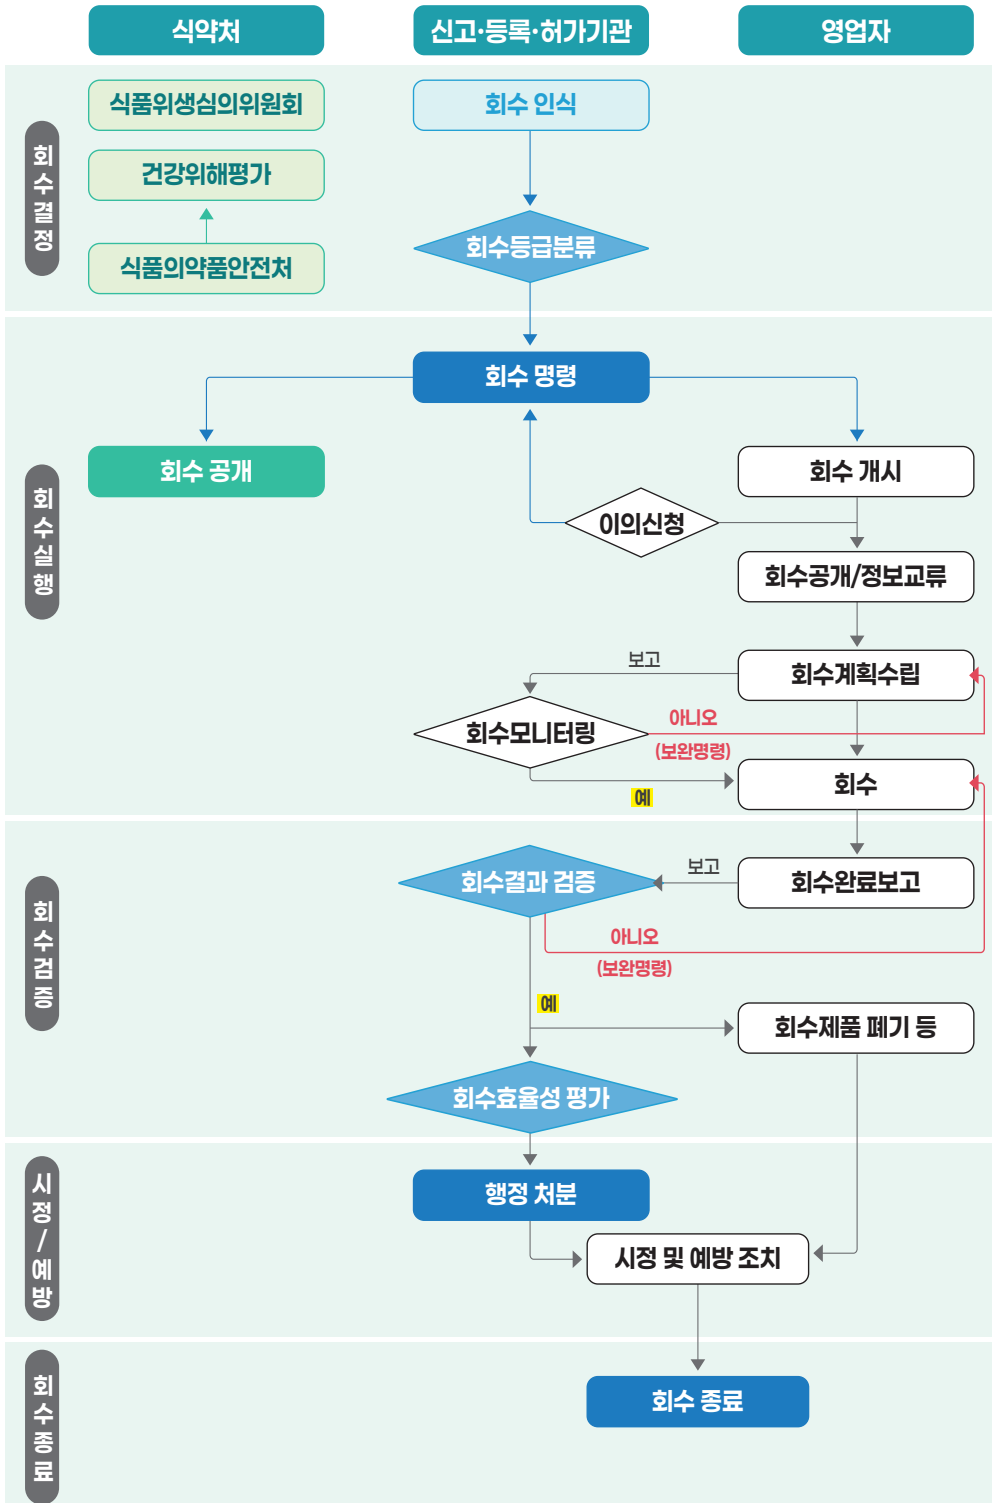 식약처
신고·등록·허가기관
영업자
회수결정
식품위생심의위원회
회수 인식
건강위해평가
회수등급분류
식품의약품안전처
회수실행
회수 명령
회수 공개
회수 개시
이의신청
회수공개/정보교류
보고
회수계획수립
회수모니터링
아니오
(보완명령)
예
회수
회수검증
회수결과 검증
보고
회수완료보고
아니오
(보완명령)
예
회수제품 폐기 등
회수효율성 평가
시정/예방
행정 처분
시정 및 예방 조치
회수종료
회수 종료